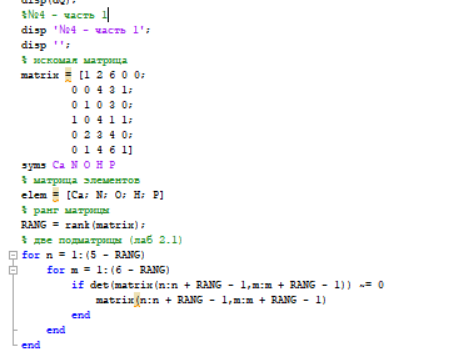 disp(dQ);
%№4 - часть 1
disp '№4 - часть 1';
disp '';
% искомая матрица
matrix = [1 2 6 0 0;
0 0 4 3 1;
0 1 0 3 0;
1 0 4 1 1;
0 2 3 4 0;
0 1 4 6 1]
syms Ca N O H P
% матрица элементов
elem = [Ca; N; O; H; P]
% ранг матрицы
RANG = rank(matrix);
% две подматрицы (лаб 2.1)
for n = 1:(5 - RANG)
for m = 1:(6 - RANG)
if det(matrix(n:n + RANG - 1,m:m + RANG - 1)) ~= 0
matrix(n:n + RANG - 1,m:m + RANG - 1)
end
end
end